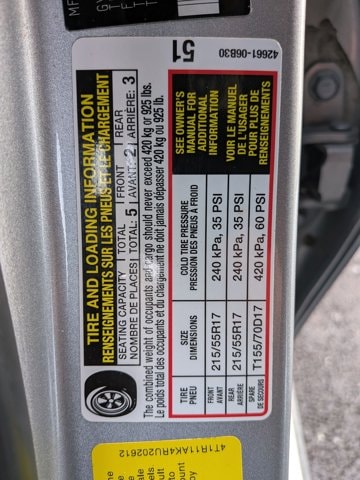 42661-06B30
51
TIRE AND LOADING INFORMATION
RENSEIGNEMENTS SUR LES PNEUS ET LE CHARGEMENT
SEATING CAPACITY | TOTAL | FRONT | REAR
NOMBRE DE PLACES | TOTAL: 5 | AVANT: 2 | ARRIÈRE: 3
The combined weight of occupants and cargo should never exceed 420 kg or 925 lbs.
Le poids total des occupants et du chargement ne doit jamais dépasser 420 kg ou 925 lb.
TIRE PNEU | SIZE DIMENSIONS | COLD TIRE PRESSURE PRESSION DES PNEUS À FROID
FRONT AVANT | 215/55R17 | 240 kPa, 35 PSI
REAR ARRIÈRE | 215/55R17 | 240 kPa, 35 PSI
SPARE DE SECOURS | T155/70D17 | 420 kPa, 60 PSI
SEE OWNER'S
MANUAL FOR
ADDITIONAL
INFORMATION
VOIR LE MANUEL
DE L'USAGER
POUR PLUS DE
RENSEIGNEMENTS
4T1R11AK4RU202612